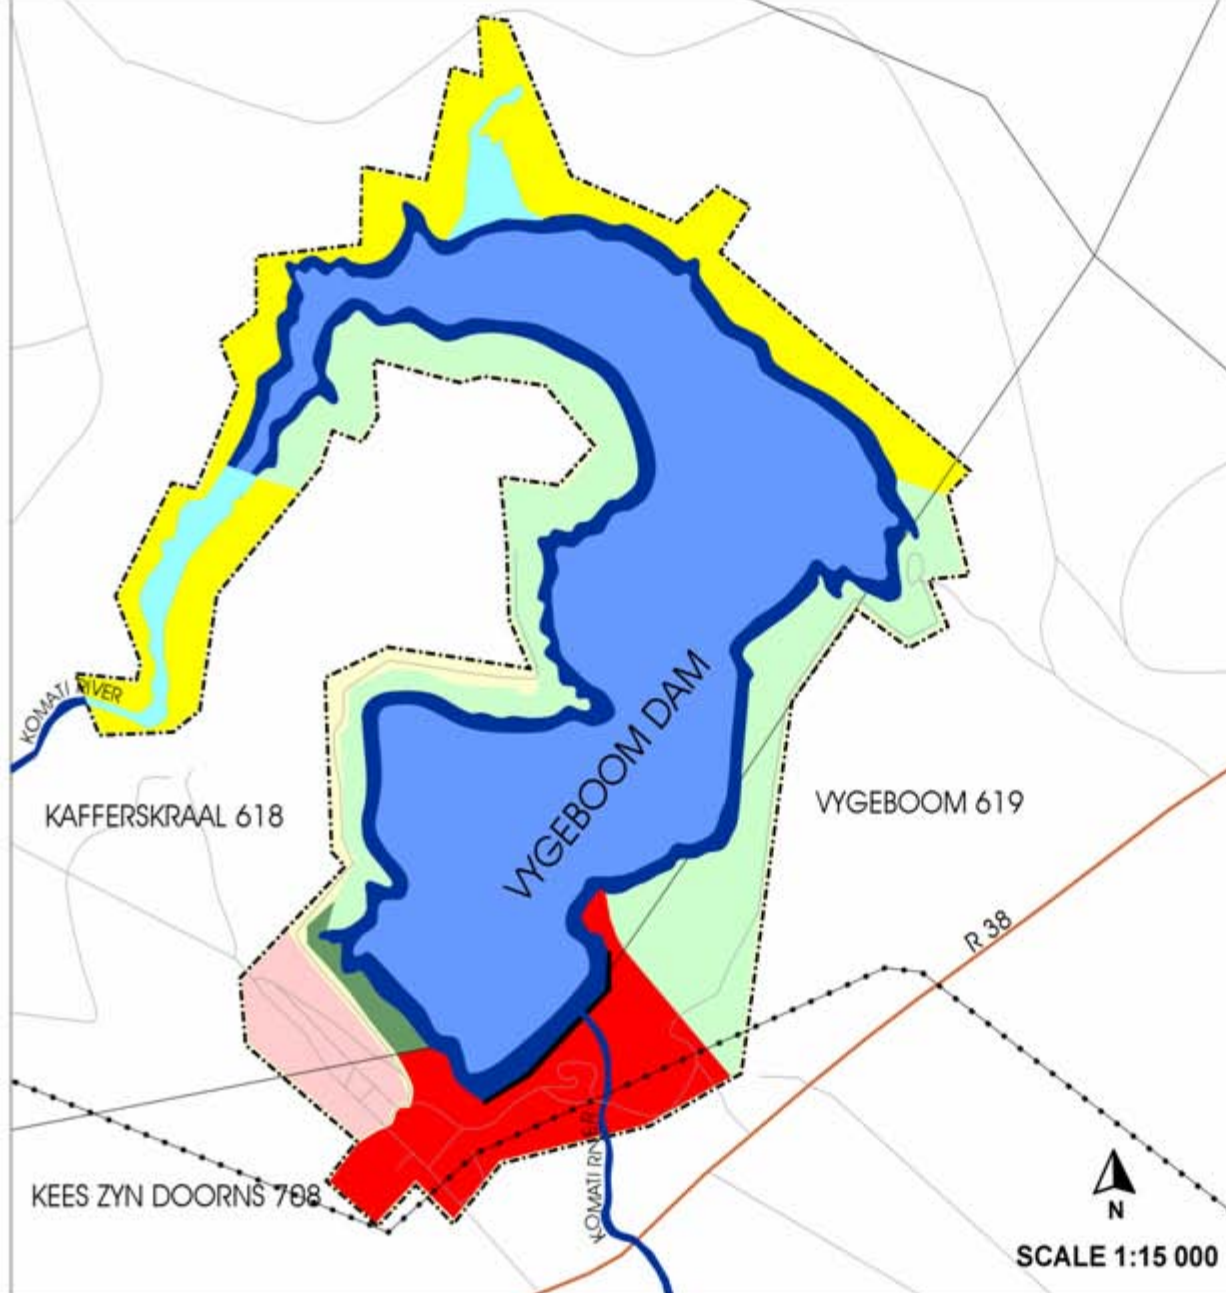 KOMATI RIVER
KAFFERSKRAAL 618
VYGEBOOM DAM
VYGEBOOM 619
R 38
KOMATI RIVER
KEES ZYN DOORNS 708
N
SCALE 1:15 000